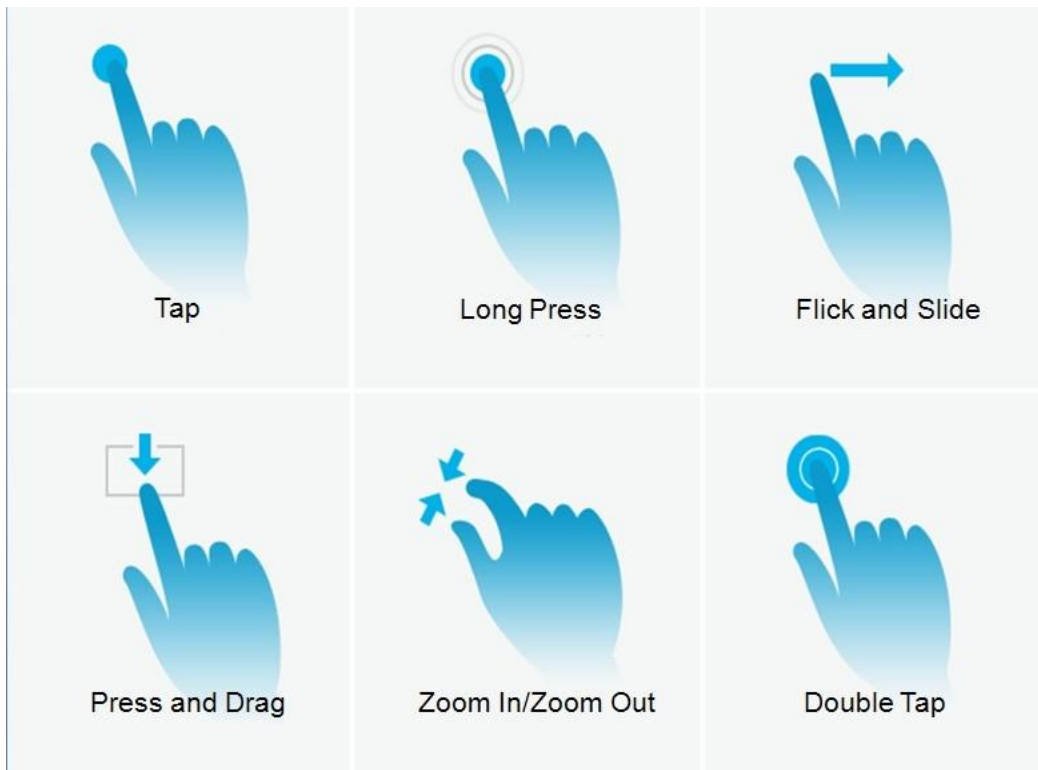 Tap
Long Press
Flick and Slide
Press and Drag
Zoom In/Zoom Out
Double Tap